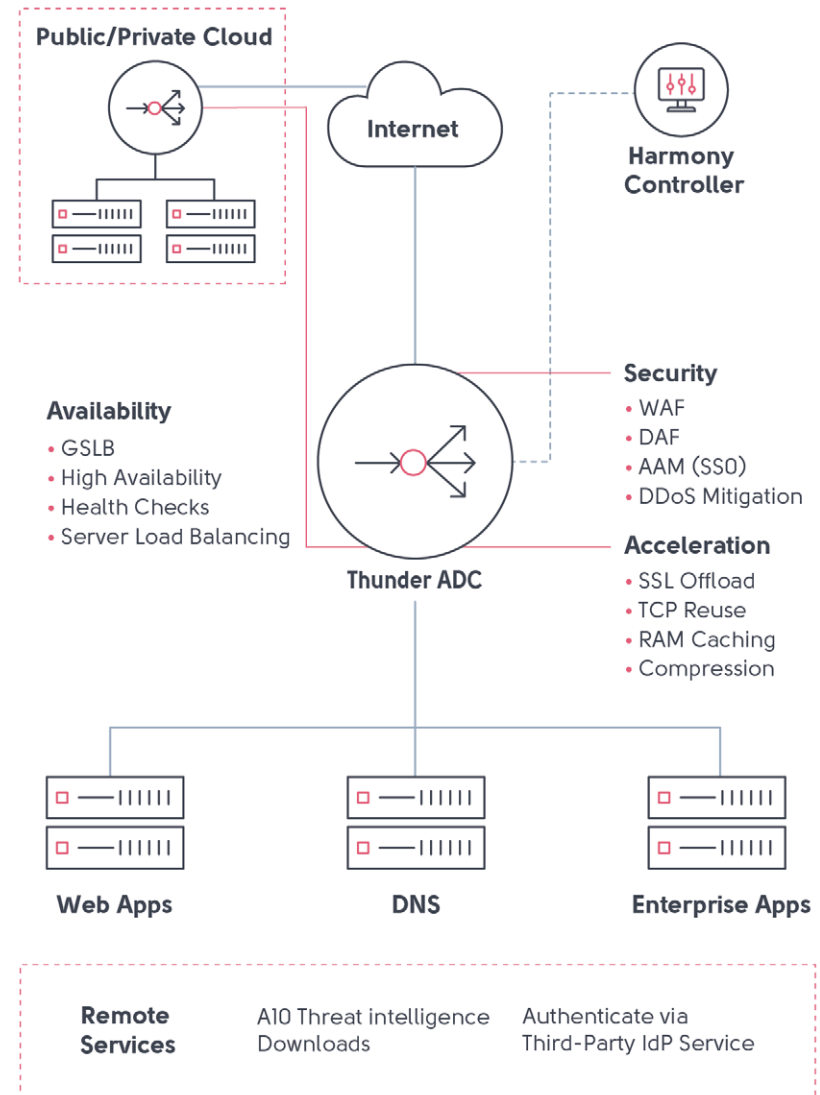 Public/Private Cloud
Internet
Harmony
Controller
Availability
• GSLB
• High Availability
• Health Checks
• Server Load Balancing
Security
• WAF
• DAF
• AAM (SSO)
• DDoS Mitigation
Thunder ADC
Acceleration
• SSL Offload
• TCP Reuse
• RAM Caching
• Compression
Web Apps
DNS
Enterprise Apps
Remote
Services
A10 Threat intelligence
Downloads
Authenticate via
Third-Party IdP Service